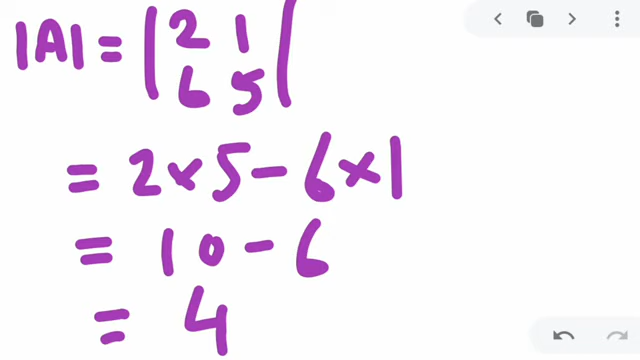 |A| = | 2 1 |
6 5
= 2 × 5 − 6 × 1
= 10 − 6
= 4